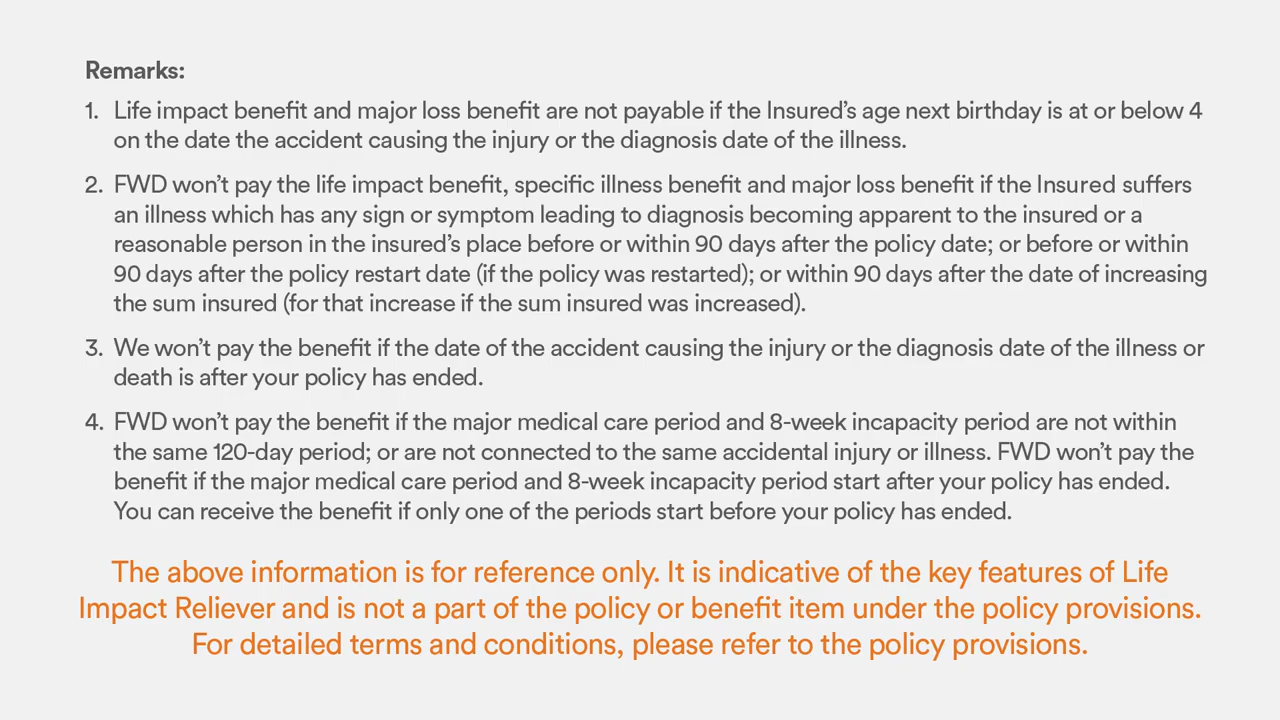 Remarks:
1. Life impact benefit and major loss benefit are not payable if the Insured’s age next birthday is at or below 4
on the date the accident causing the injury or the diagnosis date of the illness.
2. FWD won’t pay the life impact benefit, specific illness benefit and major loss benefit if the Insured suffers
an illness which has any sign or symptom leading to diagnosis becoming apparent to the insured or a
reasonable person in the insured’s place before or within 90 days after the policy date; or before or within
90 days after the policy restart date (if the policy was restarted); or within 90 days after the date of increasing
the sum insured (for that increase if the sum insured was increased).
3. We won’t pay the benefit if the date of the accident causing the injury or the diagnosis date of the illness or
death is after your policy has ended.
4. FWD won’t pay the benefit if the major medical care period and 8-week incapacity period are not within
the same 120-day period; or are not connected to the same accidental injury or illness. FWD won’t pay the
benefit if the major medical care period and 8-week incapacity period start after your policy has ended.
You can receive the benefit if only one of the periods start before your policy has ended.
The above information is for reference only. It is indicative of the key features of Life
Impact Reliever and is not a part of the policy or benefit item under the policy provisions.
For detailed terms and conditions, please refer to the policy provisions.